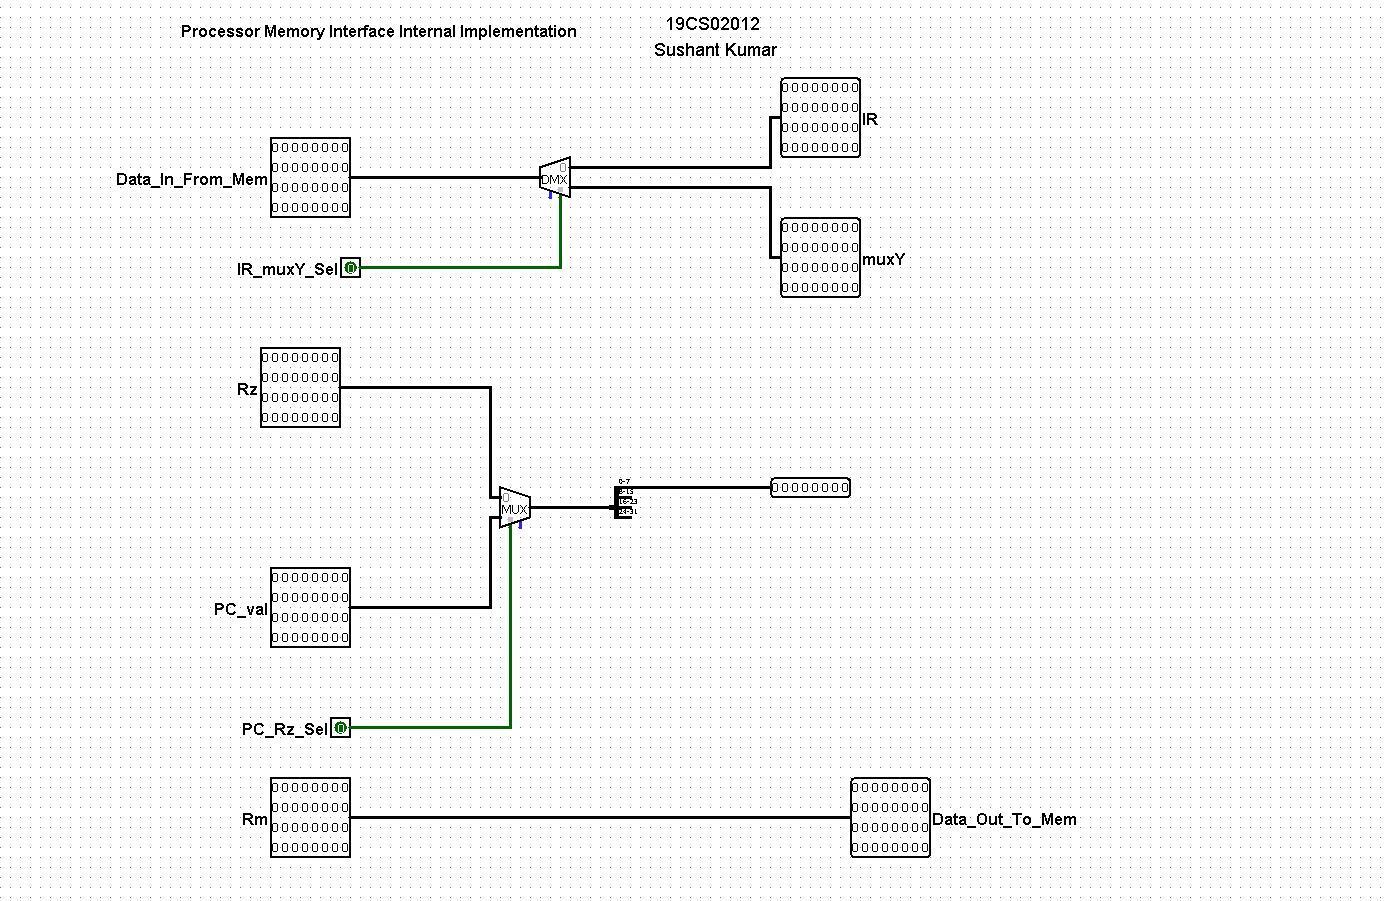 Processor Memory Interface Internal Implementation
19CS02012
Sushant Kumar
00000000
00000000
00000000
00000000
IR
Data_In_From_Mem
00000000
00000000
00000000
00000000
0
DMX
IR_muxY_Sel
0
00000000
00000000
00000000
00000000
muxY
Rz
00000000
00000000
00000000
00000000
0
MUX
0-7
8-15
16-23
24-31
00000000
PC_val
00000000
00000000
00000000
00000000
PC_Rz_Sel
0
Rm
00000000
00000000
00000000
00000000
00000000
00000000
00000000
00000000
Data_Out_To_Mem